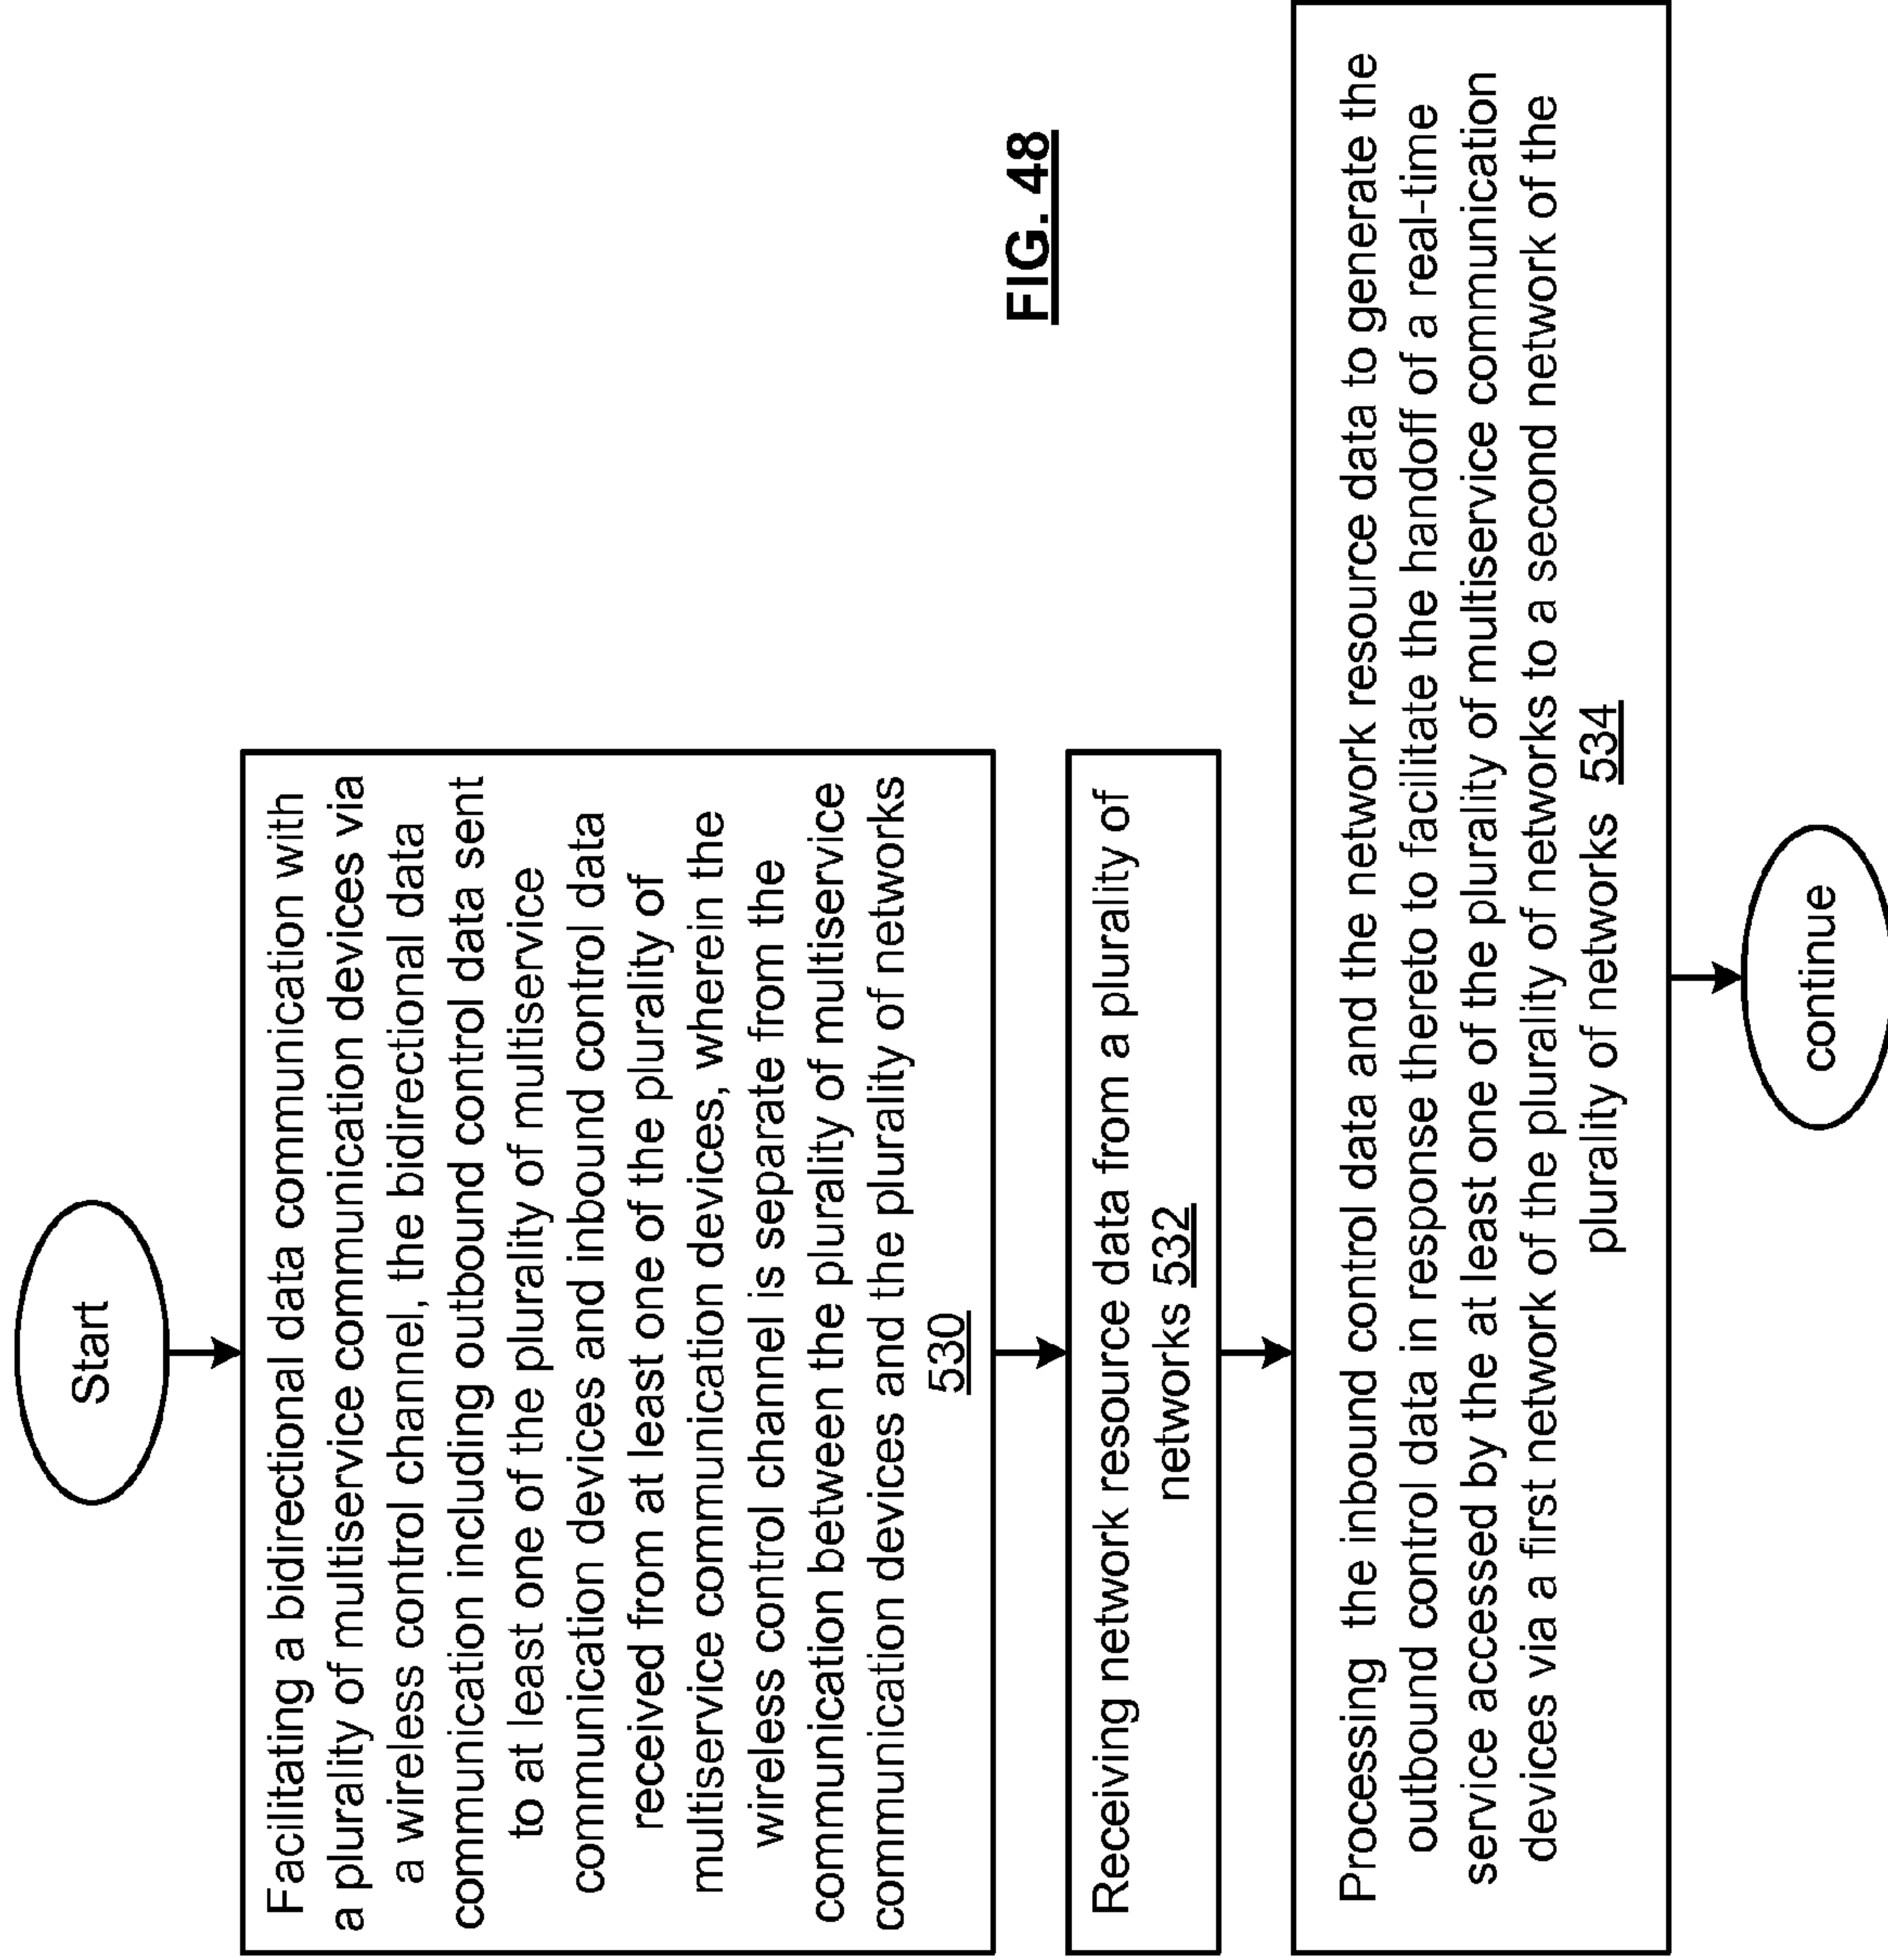 Start
Facilitating a bidirectional data communication with
a plurality of multiservice communication devices via
a wireless control channel, the bidirectional data
communication including outbound control data sent
to at least one of the plurality of multiservice
communication devices and inbound control data
received from at least one of the plurality of
multiservice communication devices, wherein the
wireless control channel is separate from the
communication between the plurality of multiservice
communication devices and the plurality of networks
530
Receiving network resource data from a plurality of
networks 532
FIG. 48
Processing the inbound control data and the network resource data to generate the
outbound control data in response thereto to facilitate the handoff of a real-time
service accessed by the at least one of the plurality of multiservice communication
devices via a first network of the plurality of networks to a second network of the
plurality of networks 534
continue